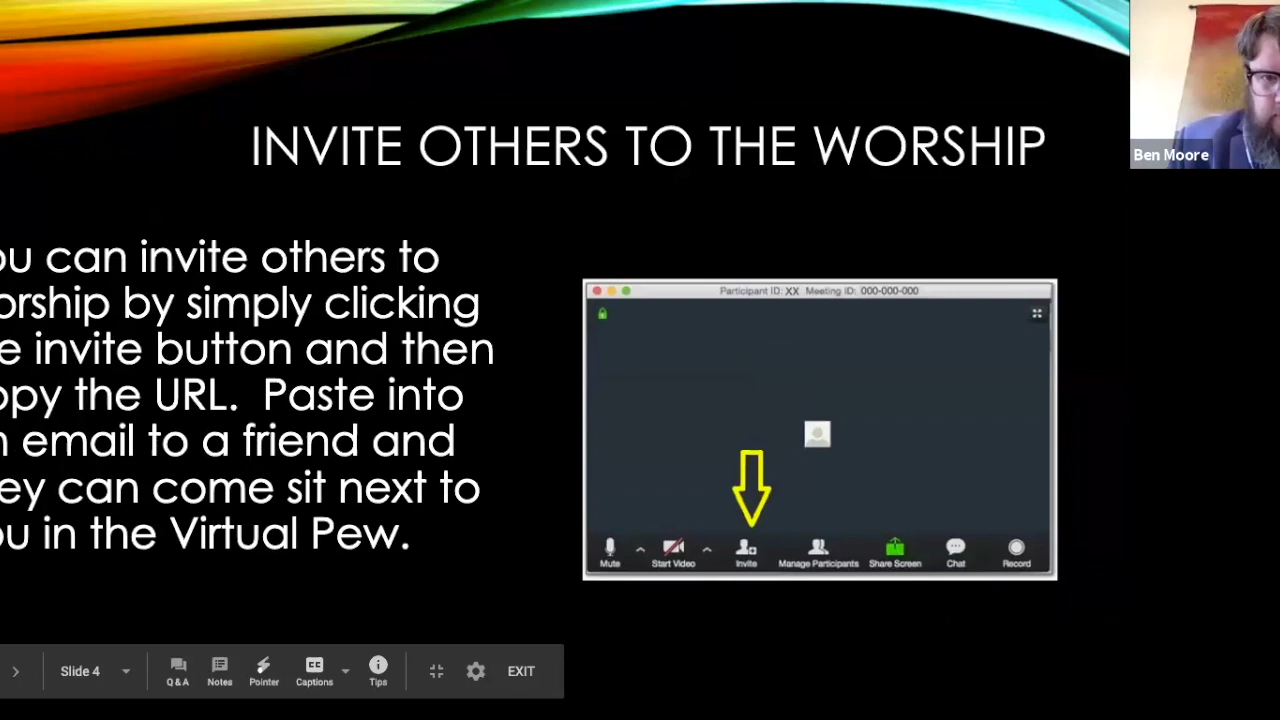 INVITE OTHERS TO THE WORSHIP
Ben Moore
ou can invite others to
orship by simply clicking
e invite button and then
opy the URL. Paste into
n email to a friend and
ey can come sit next to
ou in the Virtual Pew.
Participant ID: XX Meeting ID: 000-000-000
Mute Start Video Invite Manage Participants Share Screen Chat Record
Slide 4 Q&A Notes Pointer Captions Tips EXIT